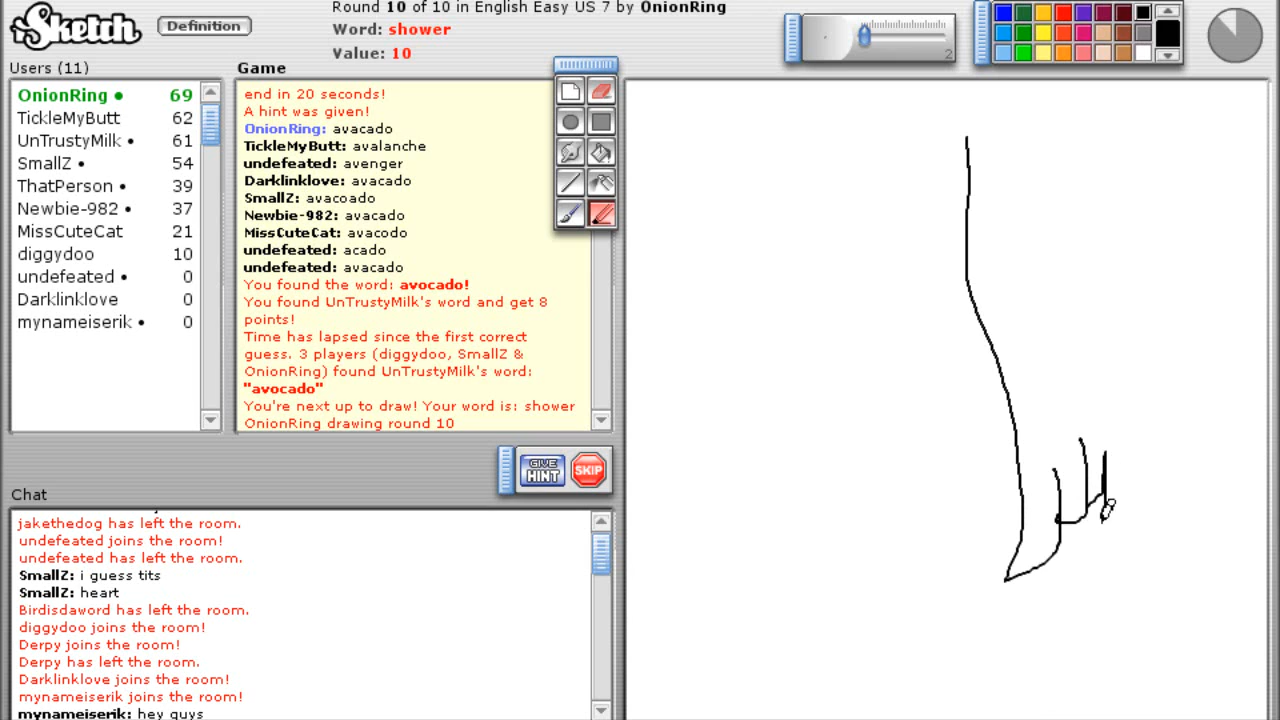 iSketch
Definition
Round 10 of 10 in English Easy US 7 by OnionRing
Word: shower
Value: 10
2
Users (11)
OnionRing • 69
TickleMyButt 62
UnTrustyMilk • 61
SmallZ • 54
ThatPerson • 39
Newbie-982 • 37
MissCuteCat 21
diggydoo 10
undefeated • 0
Darklinklove 0
mynameiserik • 0
Game
end in 20 seconds!
A hint was given!
OnionRing: avacado
TickleMyButt: avalanche
undefeated: avenger
Darklinklove: avacado
SmallZ: avacoado
Newbie-982: avacado
MissCuteCat: avacodo
undefeated: acado
undefeated: avacado
You found the word: avocado!
You found UnTrustyMilk's word and get 8
points!
Time has lapsed since the first correct
guess. 3 players (diggydoo, SmallZ &
OnionRing) found UnTrustyMilk's word:
"avocado"
You're next up to draw! Your word is: shower
OnionRing drawing round 10
GIVE
HINT
SKIP
Chat
jakethedog has left the room.
undefeated joins the room!
undefeated has left the room.
SmallZ: i guess tits
SmallZ: heart
Birdisdaword has left the room.
diggydoo joins the room!
Derpy joins the room!
Derpy has left the room.
Darklinklove joins the room!
mynameiserik joins the room!
mynameiserik: hey guys